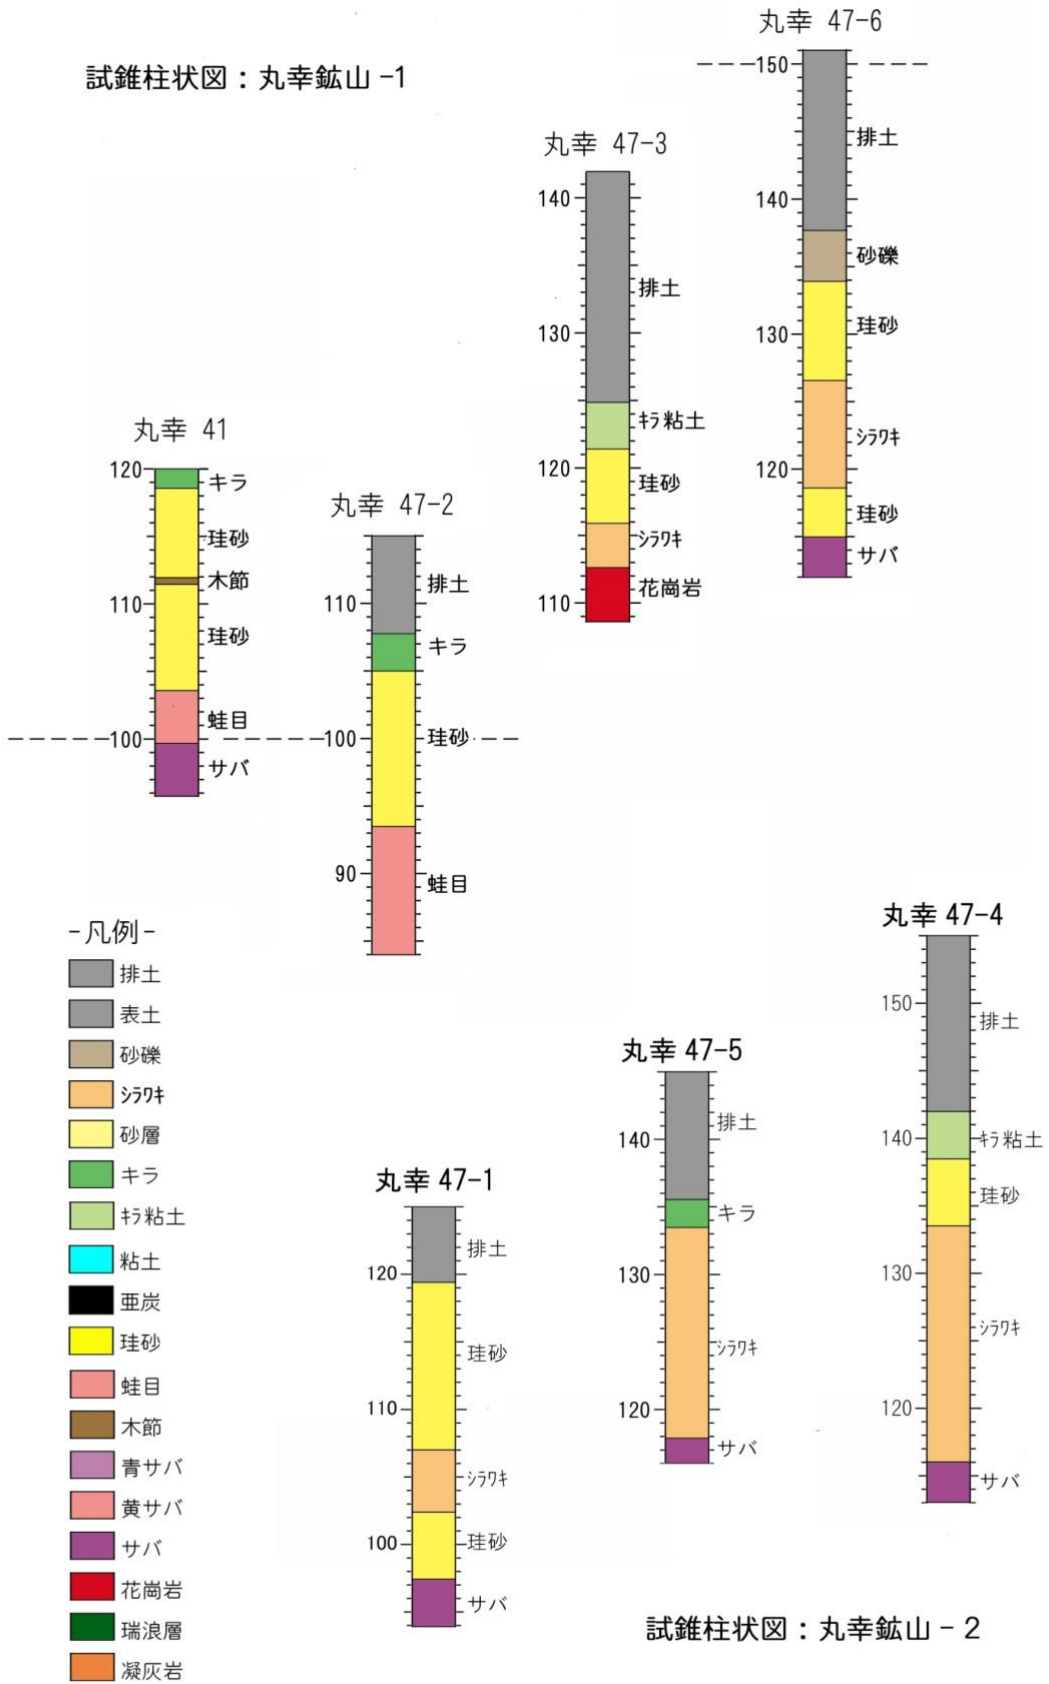 試錐柱状図：丸幸鉱山 -1
丸幸 47-6
150
排土
140
砂礫
珪砂
130
ｼﾗﾜｷ
120
珪砂
サバ
丸幸 47-3
140
排土
130
ｷﾗ粘土
120
珪砂
ｼﾗﾜｷ
花崗岩
110
丸幸 41
120
キラ
珪砂
木節
110
珪砂
蛙目
100
サバ
丸幸 47-2
排土
110
キラ
100
珪砂
90
蛙目
-凡例-
排土
表土
砂礫
ｼﾗﾜｷ
砂層
キラ
ｷﾗ粘土
粘土
亜炭
珪砂
蛙目
木節
青サバ
黄サバ
サバ
花崗岩
瑞浪層
凝灰岩
丸幸 47-1
排土
120
珪砂
110
ｼﾗﾜｷ
100
珪砂
サバ
丸幸 47-5
排土
140
キラ
130
ｼﾗﾜｷ
120
サバ
丸幸 47-4
150
排土
140
ｷﾗ粘土
珪砂
130
ｼﾗﾜｷ
120
サバ
試錐柱状図：丸幸鉱山 - 2